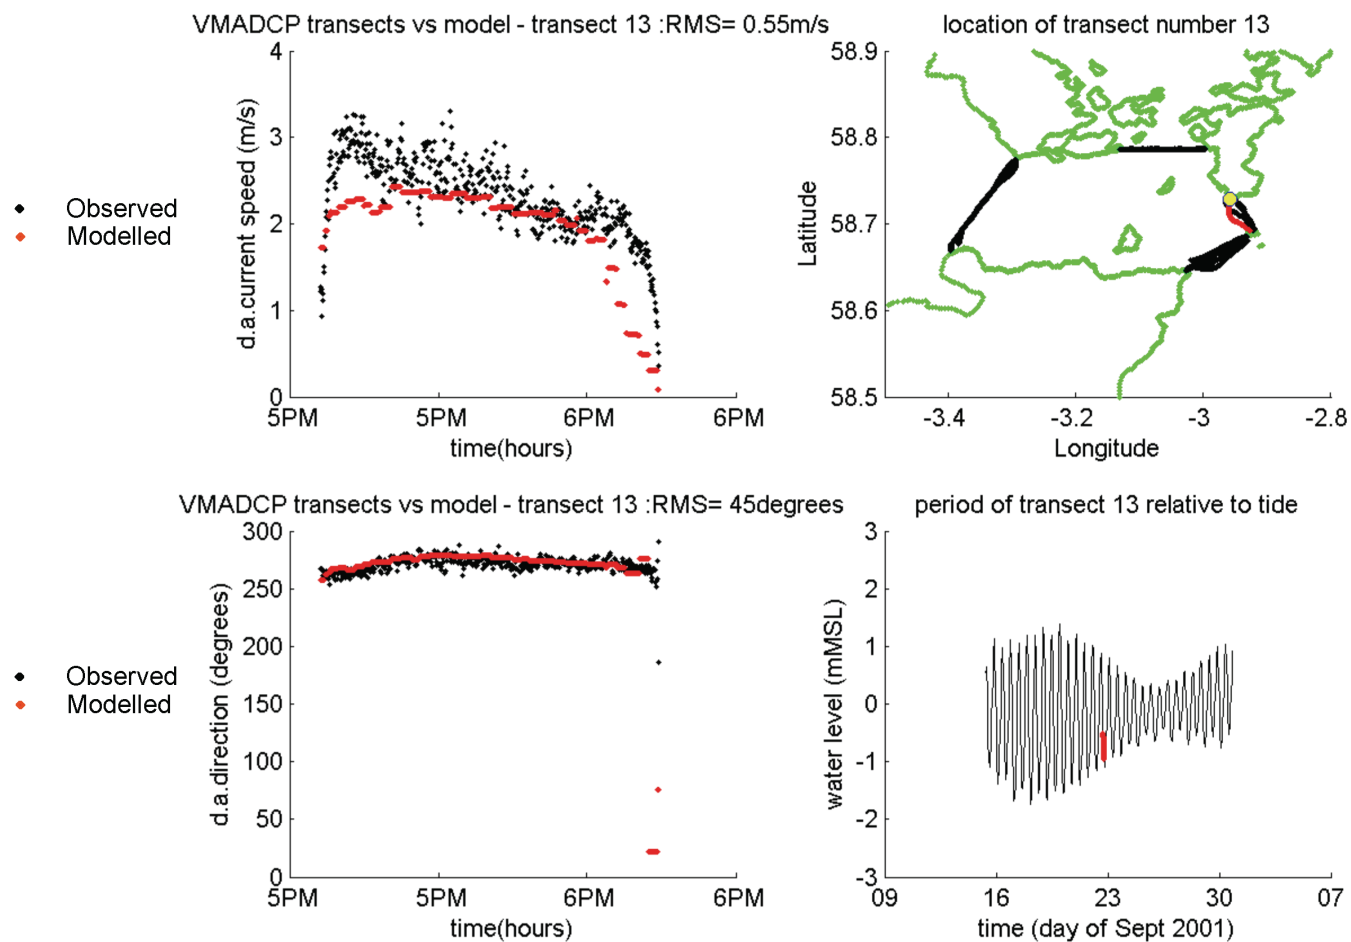 VMADCP transects vs model - transect 13 :RMS= 0.55m/s
4
3
2
1
0
d.a.current speed (m/s)
5PM 5PM 6PM 6PM
time(hours)
Observed
Modelled
location of transect number 13
58.9
58.8
58.7
58.6
58.5
Latitude
-3.4 -3.2 -3 -2.8
Longitude
VMADCP transects vs model - transect 13 :RMS= 45degrees
300
250
200
150
100
50
0
d.a.direction (degrees)
5PM 5PM 6PM 6PM
time(hours)
Observed
Modelled
period of transect 13 relative to tide
3
2
1
0
-1
-2
-3
water level (mMSL)
09 16 23 30 07
time (day of Sept 2001)